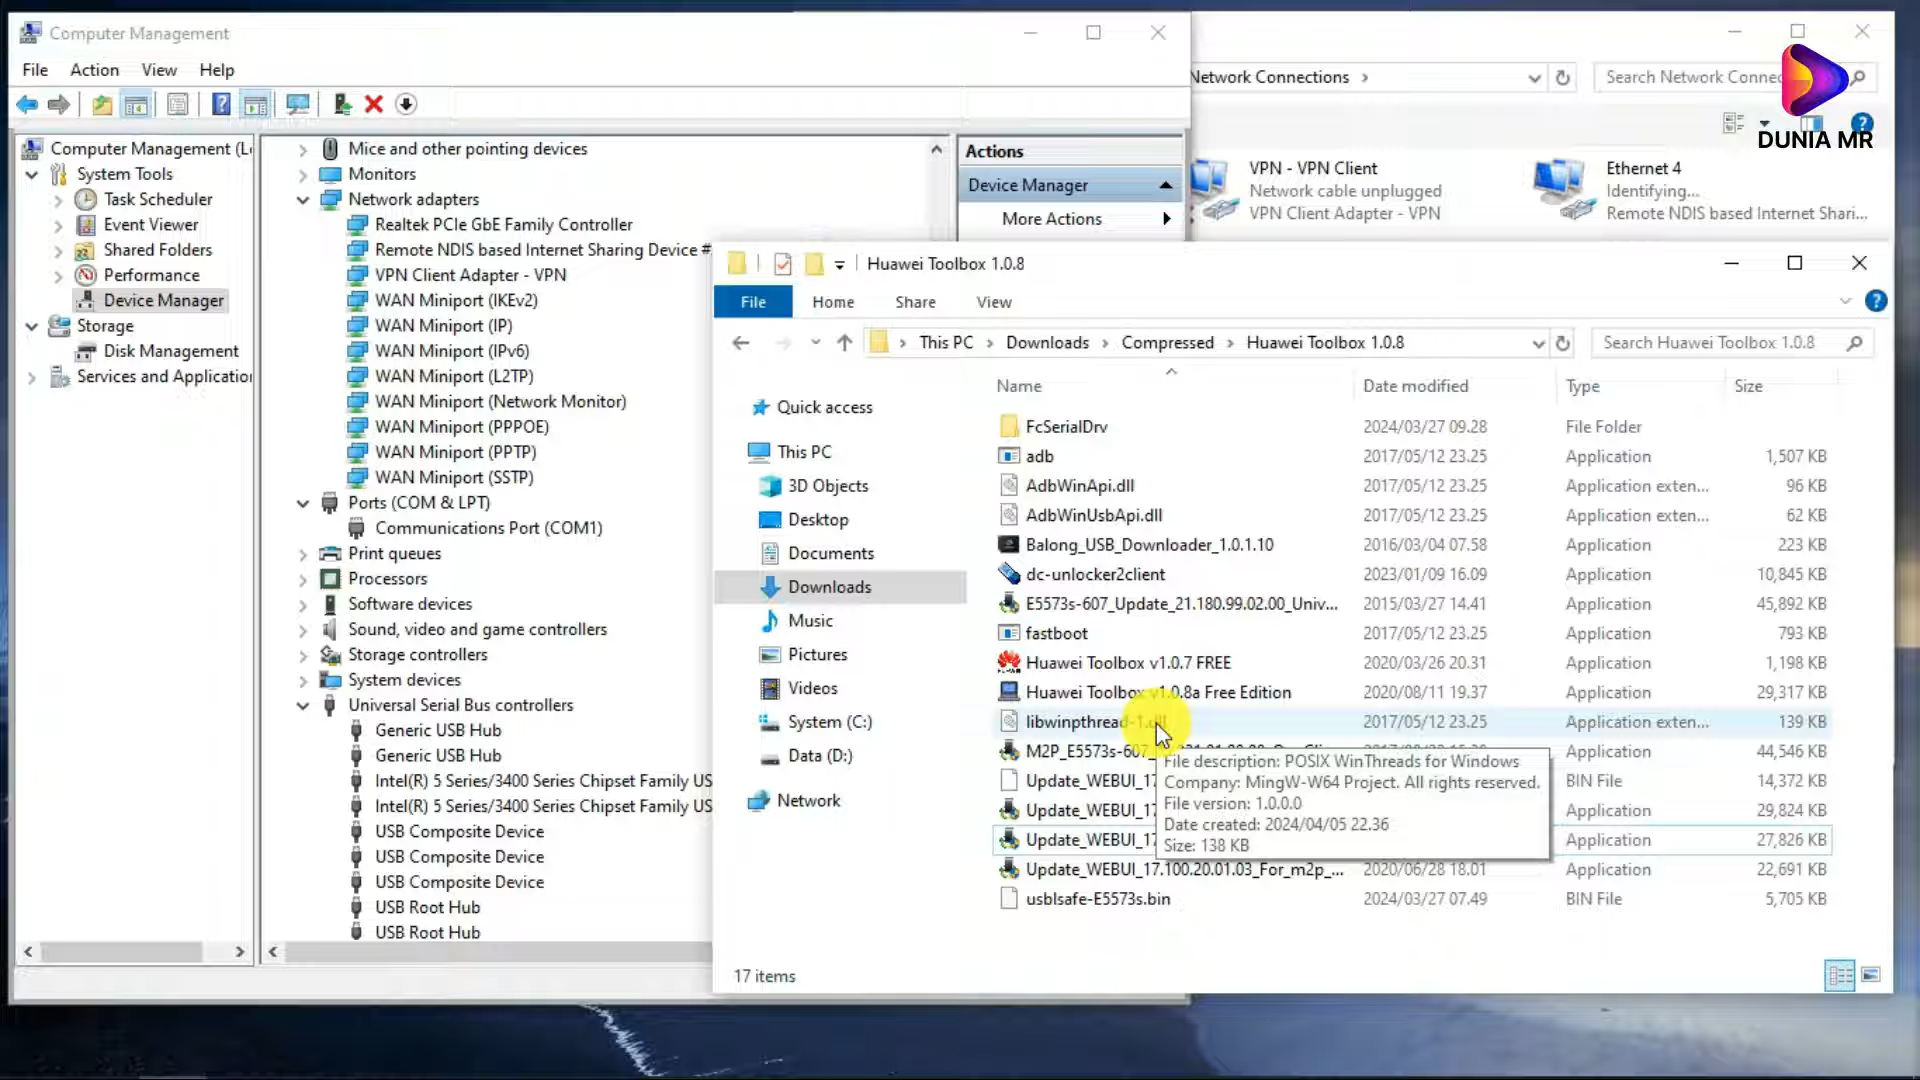 Computer Management
File Action View Help
Computer Management (L
System Tools
Task Scheduler
Event Viewer
Shared Folders
Performance
Device Manager
Storage
Disk Management
Services and Applicatio
Mice and other pointing devices
Monitors
Network adapters
Realtek PCIe GbE Family Controller
Remote NDIS based Internet Sharing Device #
VPN Client Adapter - VPN
WAN Miniport (IKEv2)
WAN Miniport (IP)
WAN Miniport (IPv6)
WAN Miniport (L2TP)
WAN Miniport (Network Monitor)
WAN Miniport (PPPOE)
WAN Miniport (PPTP)
WAN Miniport (SSTP)
Ports (COM & LPT)
Communications Port (COM1)
Print queues
Processors
Software devices
Sound, video and game controllers
Storage controllers
System devices
Universal Serial Bus controllers
Generic USB Hub
Generic USB Hub
Intel(R) 5 Series/3400 Series Chipset Family US
Intel(R) 5 Series/3400 Series Chipset Family US
USB Composite Device
USB Composite Device
USB Composite Device
USB Root Hub
USB Root Hub
Actions
Device Manager
More Actions
Network Connections
Search Network Connec
DUNIA MR
VPN - VPN Client
Network cable unplugged
VPN Client Adapter - VPN
Ethernet 4
Identifying...
Remote NDIS based Internet Shari...
Huawei Toolbox 1.0.8
File Home Share View
This PC Downloads Compressed Huawei Toolbox 1.0.8
Search Huawei Toolbox 1.0.8
Quick access
This PC
3D Objects
Desktop
Documents
Downloads
Music
Pictures
Videos
System (C:)
Data (D:)
Network
Name Date modified Type Size
FcSerialDrv 2024/03/27 09.28 File Folder
adb 2017/05/12 23.25 Application 1,507 KB
AdbWinApi.dll 2017/05/12 23.25 Application exten... 96 KB
AdbWinUsbApi.dll 2017/05/12 23.25 Application exten... 62 KB
Balong_USB_Downloader_1.0.1.10 2016/03/04 07.58 Application 223 KB
dc-unlocker2client 2023/01/09 16.09 Application 10,845 KB
E5573s-607_Update_21.180.99.02.00_Univ... 2015/03/27 14.41 Application 45,892 KB
fastboot 2017/05/12 23.25 Application 793 KB
Huawei Toolbox v1.0.7 FREE 2020/03/26 20.31 Application 1,198 KB
Huawei Toolbox v1.0.8a Free Edition 2020/08/11 19.37 Application 29,317 KB
libwinpthread-1.dll 2017/05/12 23.25 Application exten... 139 KB
M2P_E5573s-607 Application 44,546 KB
Update_WEBUI_17 BIN File 14,372 KB
Update_WEBUI_17 Application 29,824 KB
Update_WEBUI_17 Application 27,826 KB
Update_WEBUI_17.100.20.01.03_For_m2p_... 2020/06/28 18.01 Application 22,691 KB
usblsafe-E5573s.bin 2024/03/27 07.49 BIN File 5,705 KB
File description: POSIX WinThreads for Windows
Company: MingW-W64 Project. All rights reserved.
File version: 1.0.0.0
Date created: 2024/04/05 22.36
Size: 138 KB
17 items